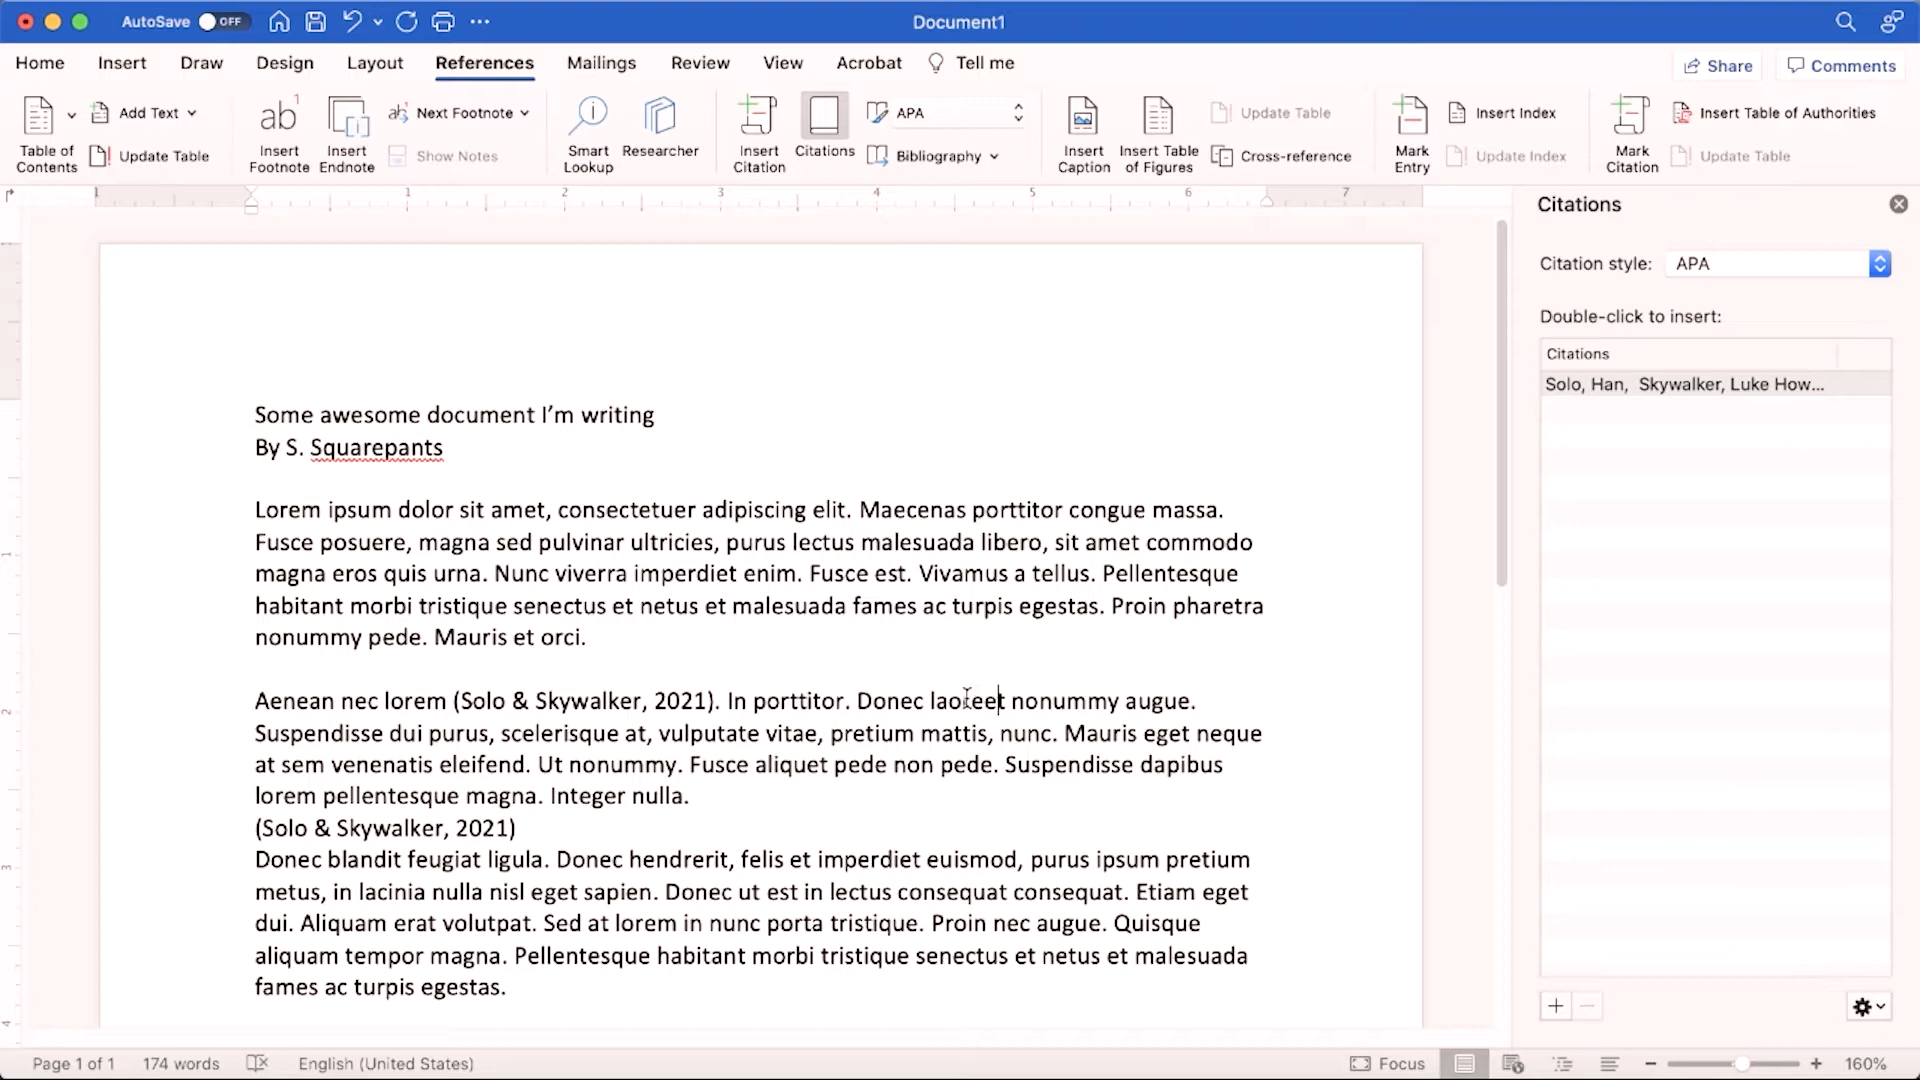 AutoSave OFF Document1
Home Insert Draw Design Layout References Mailings Review View Acrobat Tell me Share Comments
Table of Contents Add Text Update Table
Insert Footnote Insert Endnote Next Footnote Show Notes
Smart Lookup Researcher
Insert Citation Citations APA Bibliography
Insert Caption Insert Table of Figures Update Table Cross-reference
Mark Entry Insert Index Update Index
Mark Citation Insert Table of Authorities Update Table
1 1 2 3 4 5 6 7
Some awesome document I’m writing
By S. Squarepants
Lorem ipsum dolor sit amet, consectetuer adipiscing elit. Maecenas porttitor congue massa.
Fusce posuere, magna sed pulvinar ultricies, purus lectus malesuada libero, sit amet commodo
magna eros quis urna. Nunc viverra imperdiet enim. Fusce est. Vivamus a tellus. Pellentesque
habitant morbi tristique senectus et netus et malesuada fames ac turpis egestas. Proin pharetra
nonummy pede. Mauris et orci.
Aenean nec lorem (Solo & Skywalker, 2021). In porttitor. Donec laoreet nonummy augue.
Suspendisse dui purus, scelerisque at, vulputate vitae, pretium mattis, nunc. Mauris eget neque
at sem venenatis eleifend. Ut nonummy. Fusce aliquet pede non pede. Suspendisse dapibus
lorem pellentesque magna. Integer nulla.
(Solo & Skywalker, 2021)
Donec blandit feugiat ligula. Donec hendrerit, felis et imperdiet euismod, purus ipsum pretium
metus, in lacinia nulla nisl eget sapien. Donec ut est in lectus consequat consequat. Etiam eget
dui. Aliquam erat volutpat. Sed at lorem in nunc porta tristique. Proin nec augue. Quisque
aliquam tempor magna. Pellentesque habitant morbi tristique senectus et netus et malesuada
fames ac turpis egestas.
1
2
3
4
Citations
Citation style: APA
Double-click to insert:
Citations
Solo, Han, Skywalker, Luke How...
Page 1 of 1 174 words English (United States) Focus 160%